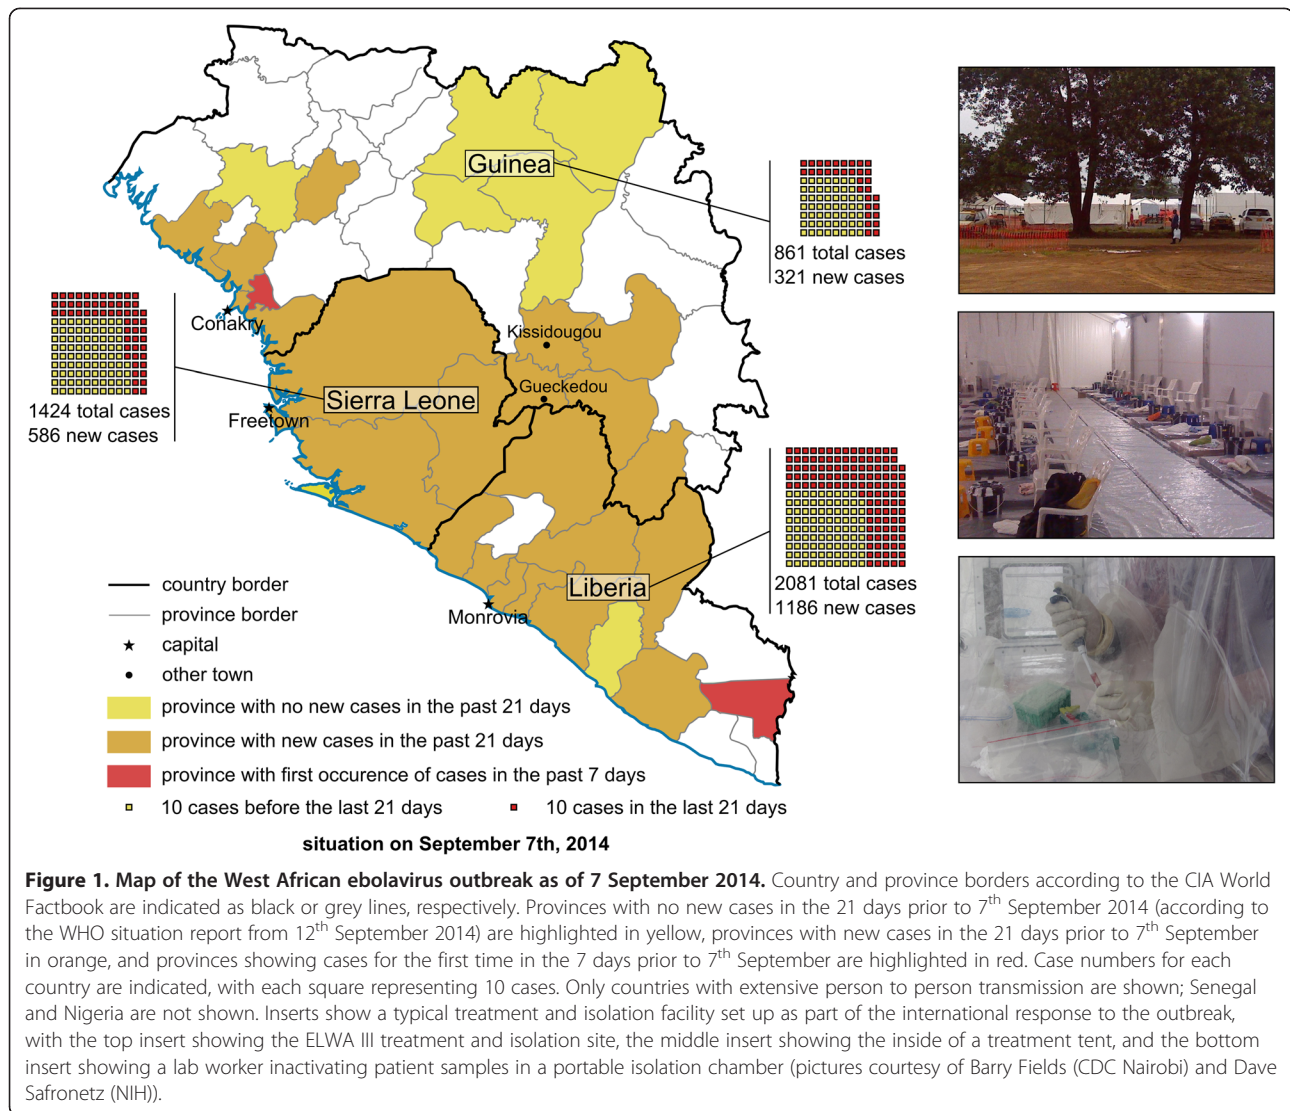 Guinea
861 total cases
321 new cases
Conakry
Kissidougou
Gueckedou
Sierra Leone
1424 total cases
586 new cases
Freetown
Liberia
2081 total cases
1186 new cases
Monrovia
country border
province border
capital
other town
province with no new cases in the past 21 days
province with new cases in the past 21 days
province with first occurence of cases in the past 7 days
10 cases before the last 21 days
10 cases in the last 21 days
situation on September 7th, 2014
Figure 1. Map of the West African ebolavirus outbreak as of 7 September 2014. Country and province borders according to the CIA World
Factbook are indicated as black or grey lines, respectively. Provinces with no new cases in the 21 days prior to 7th September 2014 (according to
the WHO situation report from 12th September 2014) are highlighted in yellow, provinces with new cases in the 21 days prior to 7th September
in orange, and provinces showing cases for the first time in the 7 days prior to 7th September are highlighted in red. Case numbers for each
country are indicated, with each square representing 10 cases. Only countries with extensive person to person transmission are shown; Senegal
and Nigeria are not shown. Inserts show a typical treatment and isolation facility set up as part of the international response to the outbreak,
with the top insert showing the ELWA III treatment and isolation site, the middle insert showing the inside of a treatment tent, and the bottom
insert showing a lab worker inactivating patient samples in a portable isolation chamber (pictures courtesy of Barry Fields (CDC Nairobi) and Dave
Safronetz (NIH)).